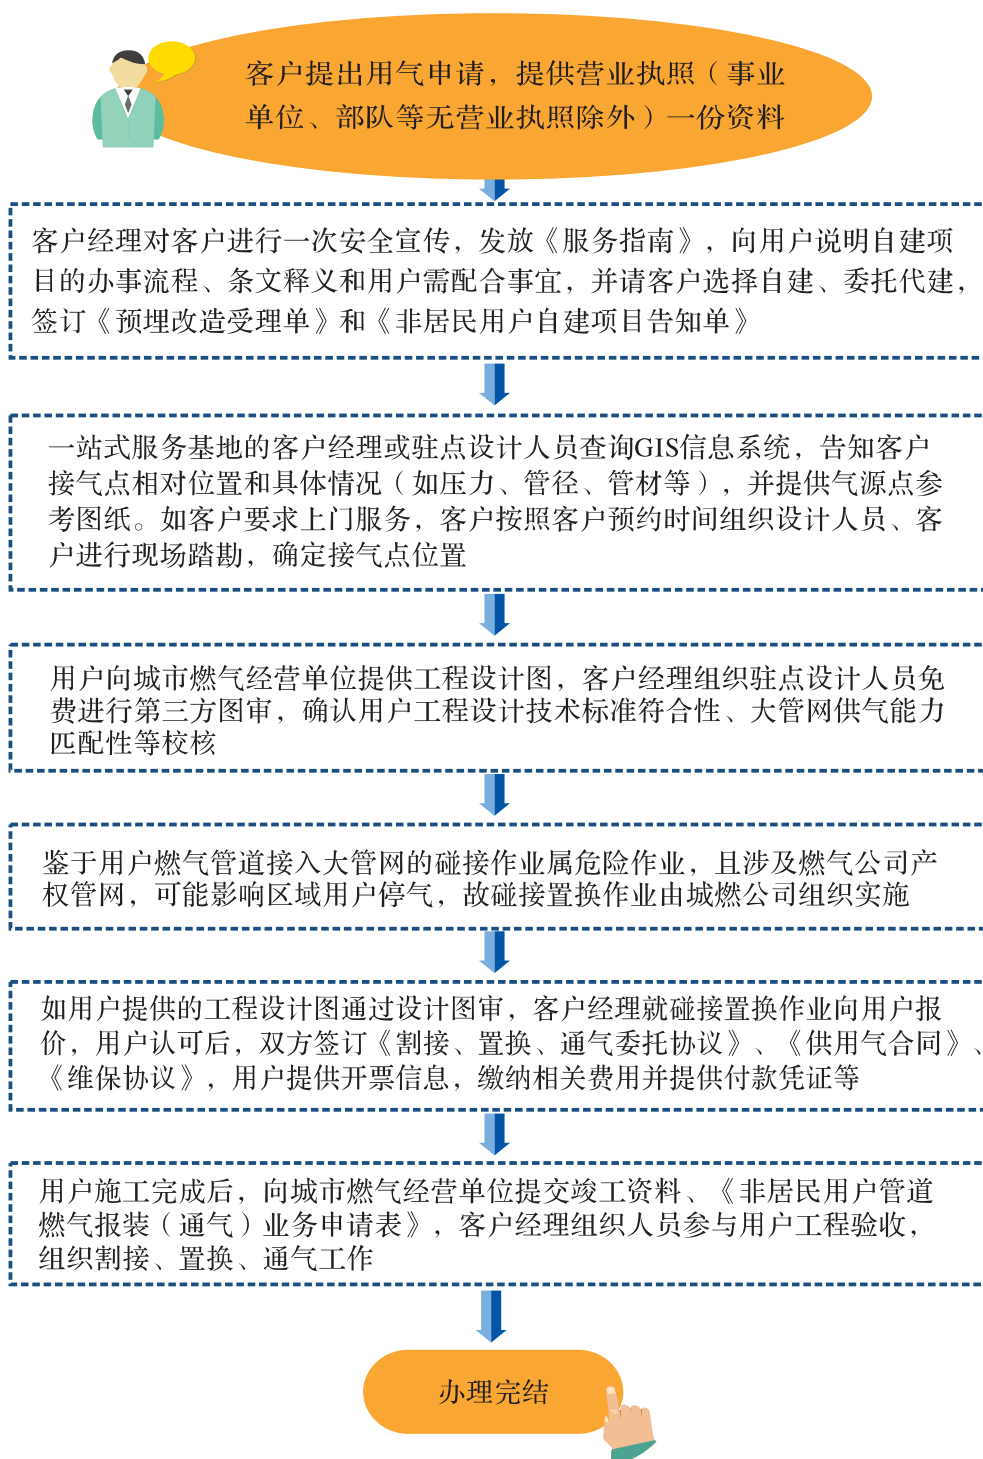 客户提出用气申请，提供营业执照（事业
单位、部队等无营业执照除外）一份资料
客户经理对客户进行一次安全宣传，发放《服务指南》，向用户说明自建项
目的办事流程、条文释义和用户需配合事宜，并请客户选择自建、委托代建，
签订《预埋改造受理单》和《非居民用户自建项目告知单》
一站式服务基地的客户经理或驻点设计人员查询GIS信息系统，告知客户
接气点相对位置和具体情况（如压力、管径、管材等），并提供气源点参
考图纸。如客户要求上门服务，客户按照客户预约时间组织设计人员、客
户进行现场踏勘，确定接气点位置
用户向城市燃气经营单位提供工程设计图，客户经理组织驻点设计人员免
费进行第三方图审，确认用户工程设计技术标准符合性、大管网供气能力
匹配性等校核
鉴于用户燃气管道接入大管网的碰接作业属危险作业，且涉及燃气公司产
权管网，可能影响区域用户停气，故碰接置换作业由城燃公司组织实施
如用户提供的工程设计图通过设计图审，客户经理就碰接置换作业向用户报
价，用户认可后，双方签订《割接、置换、通气委托协议》、《供用气合同》、
《维保协议》，用户提供开票信息，缴纳相关费用并提供付款凭证等
用户施工完成后，向城市燃气经营单位提交竣工资料、《非居民用户管道
燃气报装（通气）业务申请表》，客户经理组织人员参与用户工程验收，
组织割接、置换、通气工作
办理完结